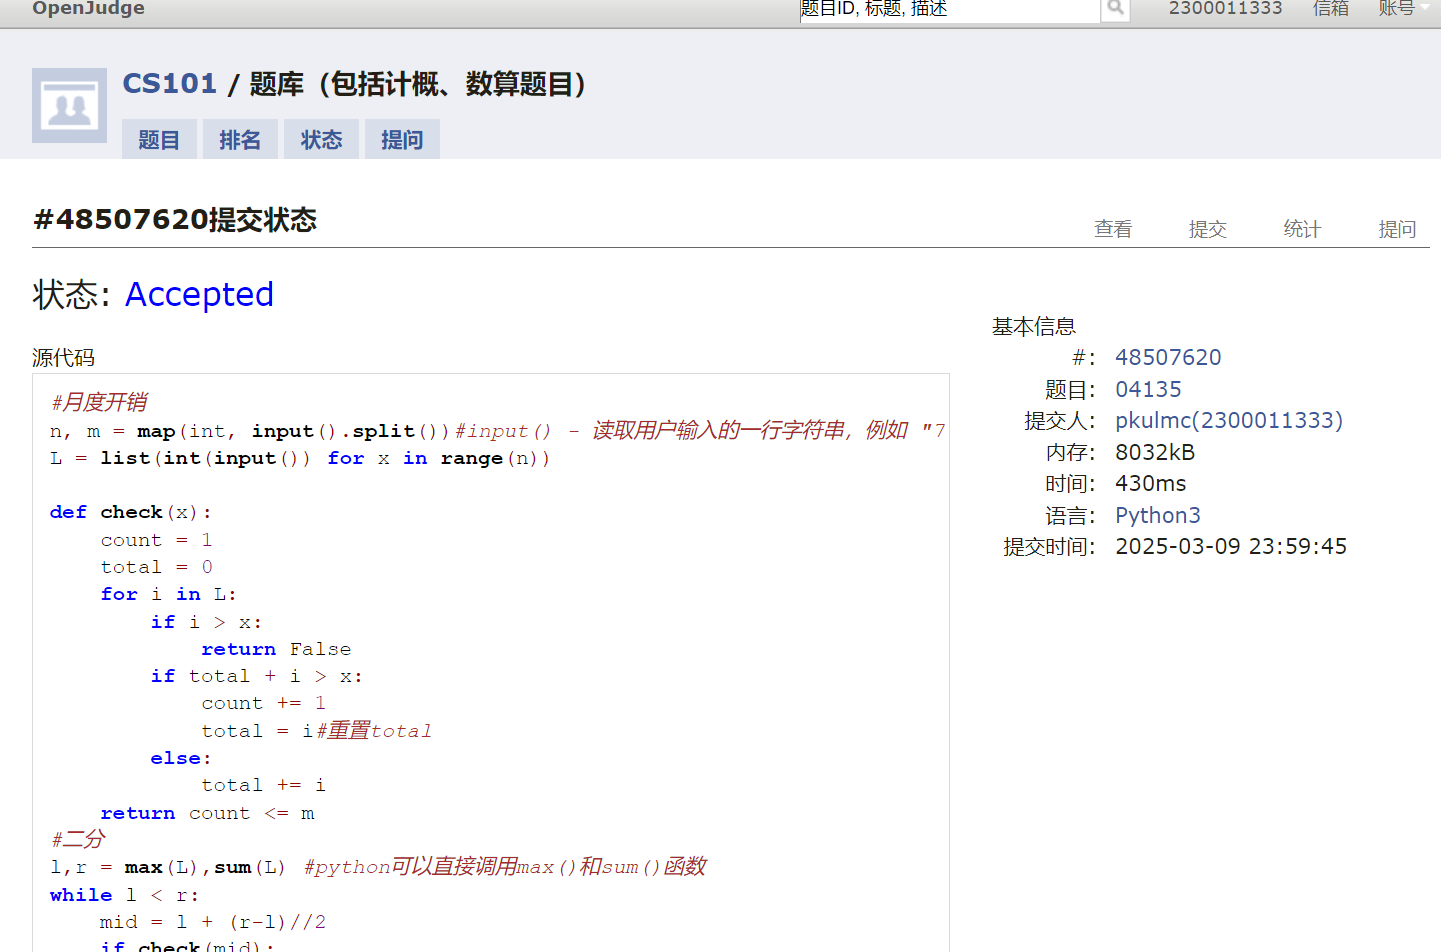 OpenJudge
题目ID, 标题, 描述
2300011333 信箱 账号
CS101 / 题库（包括计概、数算题目）
题目 排名 状态 提问
#48507620提交状态
查看 提交 统计 提问
状态: Accepted
基本信息
#: 48507620
题目: 04135
提交人: pkulmc(2300011333)
内存: 8032kB
时间: 430ms
语言: Python3
提交时间: 2025-03-09 23:59:45
源代码
#月度开销
n, m = map(int, input().split())#input() - 读取用户输入的一行字符串，例如 "7
L = list(int(input()) for x in range(n))
def check(x):
    count = 1
    total = 0
    for i in L:
        if i > x:
            return False
        if total + i > x:
            count += 1
            total = i#重置total
        else:
            total += i
    return count <= m
#二分
l,r = max(L),sum(L) #python可以直接调用max()和sum()函数
while l < r:
    mid = l + (r-l)//2
    if check(mid):